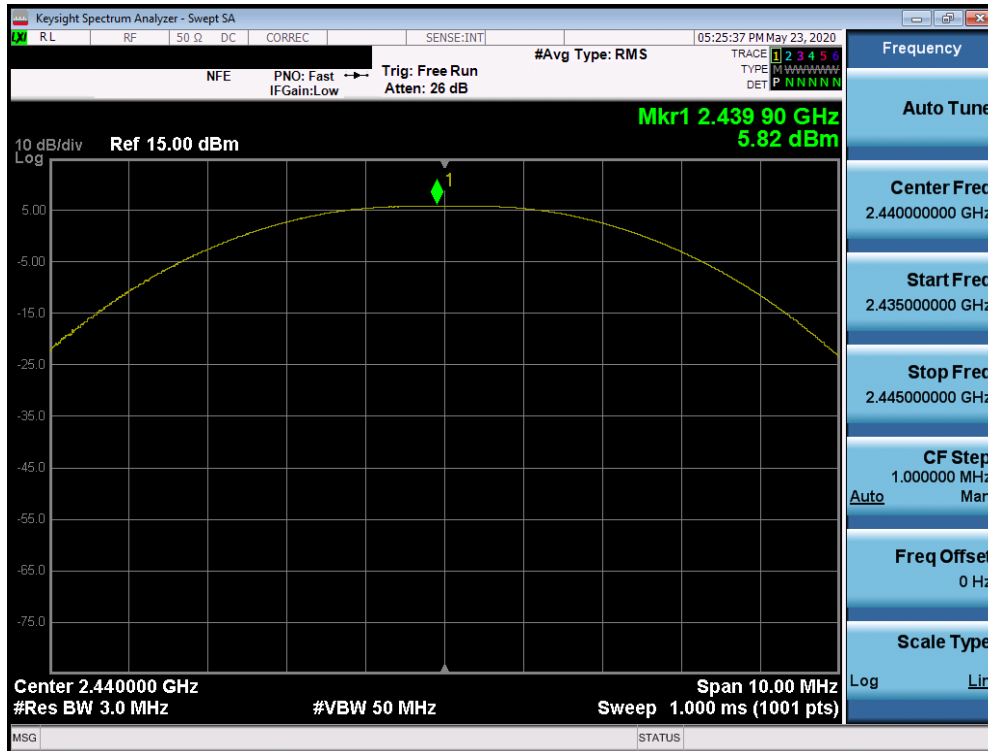 Keysight Spectrum Analyzer - Swept SA
LXI RL RF 50 Ω DC CORREC SENSE:INT 05:25:37 PM May 23, 2020
NFE PNO: Fast Trig: Free Run #Avg Type: RMS TRACE 1 2 3 4 5 6
IFGain:Low Atten: 26 dB TYPE M W W W W W
DET P N N N N N
Mkr1 2.439 90 GHz
5.82 dBm
10 dB/div Ref 15.00 dBm
Log
1
5.00
-5.00
-15.0
-25.0
-35.0
-45.0
-55.0
-65.0
-75.0
Center 2.440000 GHz Span 10.00 MHz
#Res BW 3.0 MHz #VBW 50 MHz Sweep 1.000 ms (1001 pts)
MSG STATUS
Frequency
Auto Tune
Center Freq
2.440000000 GHz
Start Freq
2.435000000 GHz
Stop Freq
2.445000000 GHz
CF Step
1.000000 MHz
Auto Man
Freq Offset
0 Hz
Scale Type
Log Lin